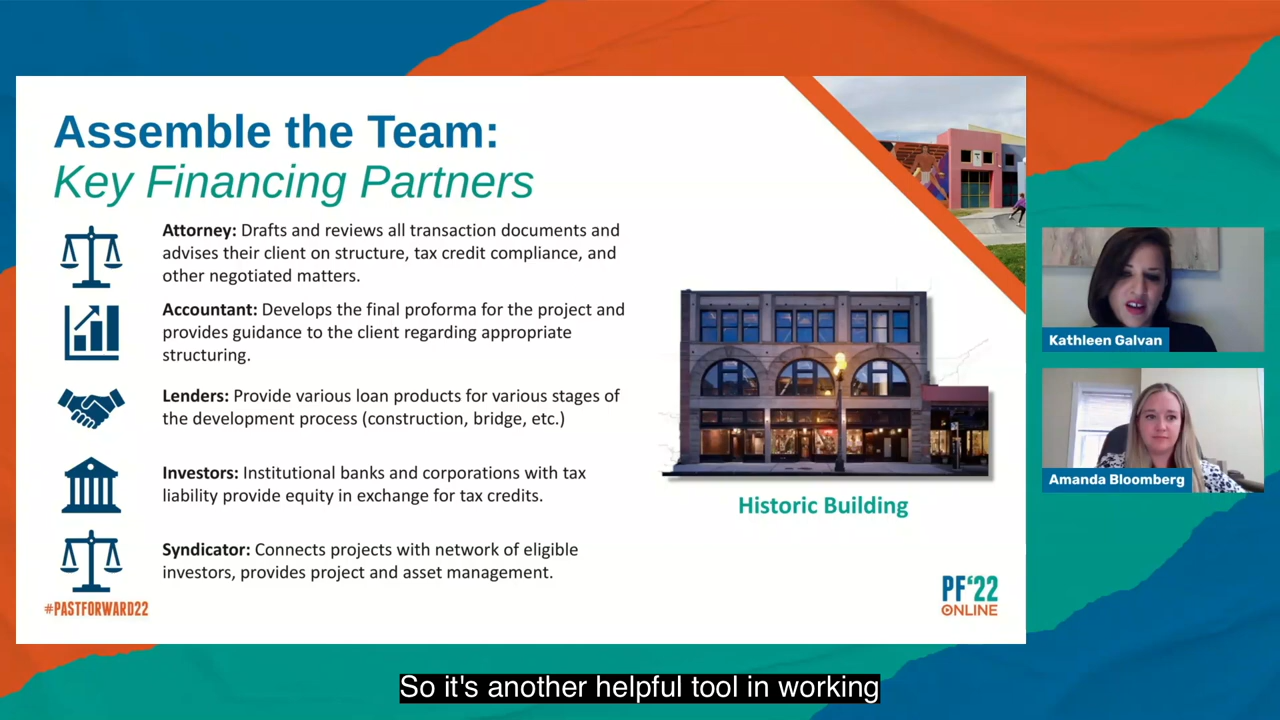 Assemble the Team:
Key Financing Partners
Attorney: Drafts and reviews all transaction documents and
advises their client on structure, tax credit compliance, and
other negotiated matters.
Accountant: Develops the final proforma for the project and
provides guidance to the client regarding appropriate
structuring.
Lenders: Provide various loan products for various stages of
the development process (construction, bridge, etc.)
Investors: Institutional banks and corporations with tax
liability provide equity in exchange for tax credits.
Syndicator: Connects projects with network of eligible
investors, provides project and asset management.
Historic Building
#PASTFORWARD22
PF'22
ONLINE
Kathleen Galvan
Amanda Bloomberg
So it's another helpful tool in working